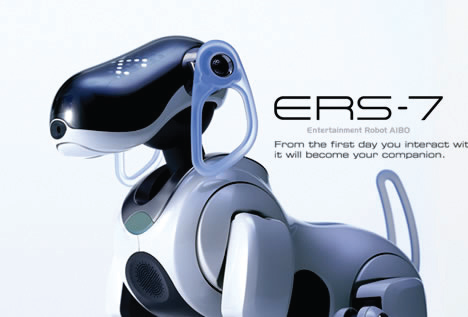 ERS-7
Entertainment Robot AIBO
From the first day you interact wit
it will become your companion.